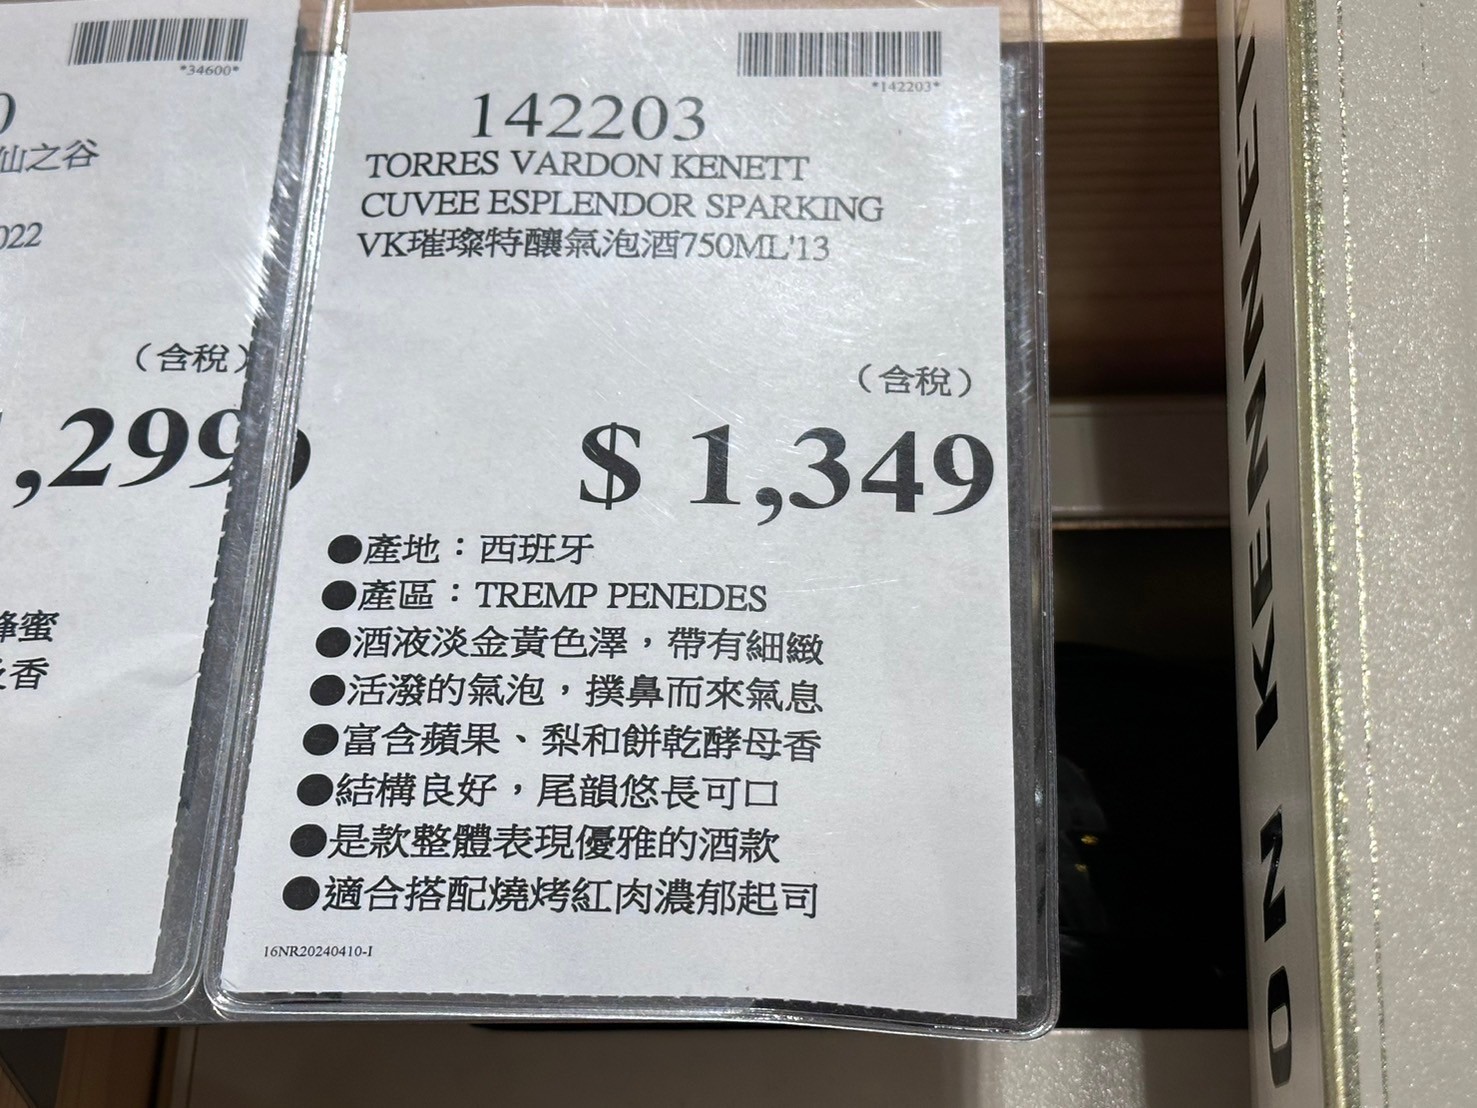 *34600*
0
仙之谷
022
（含稅）
,299
蜂蜜
香
*142203*
142203
TORRES VARDON KENETT
CUVEE ESPLENDOR SPARKING
VK璀璨特釀氣泡酒750ML'13
（含稅）
$ 1,349
●產地：西班牙
●產區：TREMP PENEDES
●酒液淡金黃色澤，帶有細緻
●活潑的氣泡，撲鼻而來氣息
●富含蘋果、梨和餅乾酵母香
●結構良好，尾韻悠長可口
●是款整體表現優雅的酒款
●適合搭配燒烤紅肉濃郁起司
16NR20240410-I
ON KENNE